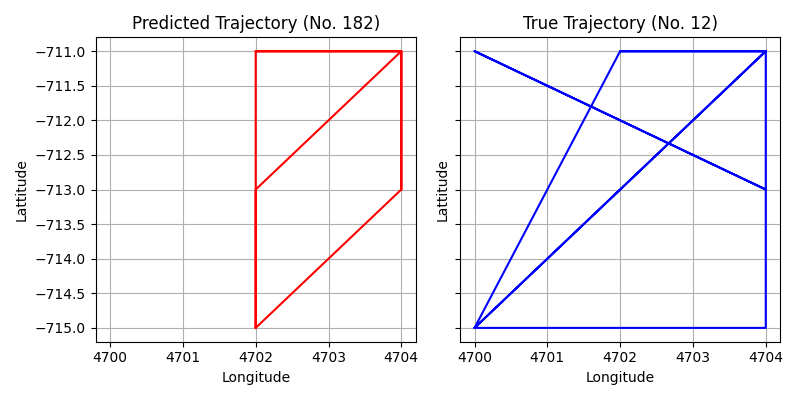 Predicted Trajectory (No. 182)
−711.0
−711.5
−712.0
−712.5
−713.0
−713.5
−714.0
−714.5
−715.0
Lattitude
4700 4701 4702 4703 4704
Longitude
True Trajectory (No. 12)
Lattitude
4700 4701 4702 4703 4704
Longitude